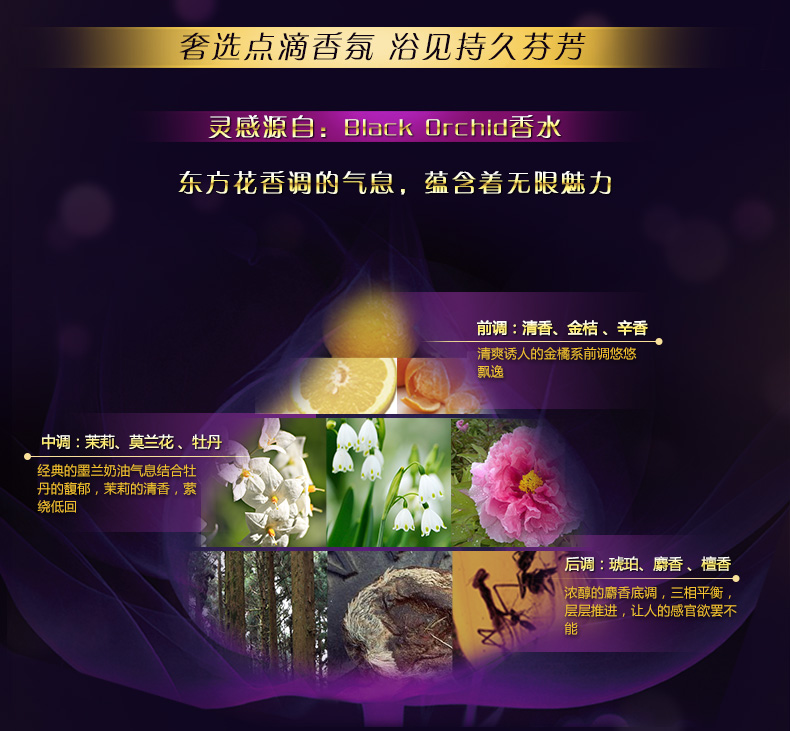 奢选点滴香氛 浴见持久芬芳
灵感源自：Black Orchid香水
东方花香调的气息，蕴含着无限魅力
前调：清香、金桔 、辛香
清爽诱人的金橘系前调悠悠
飘逸
中调：茉莉、莫兰花 、牡丹
经典的墨兰奶油气息结合牡
丹的馥郁，茉莉的清香，萦
绕低回
后调：琥珀、麝香 、檀香
浓醇的麝香底调，三相平衡，
层层推进，让人的感官欲罢不
能